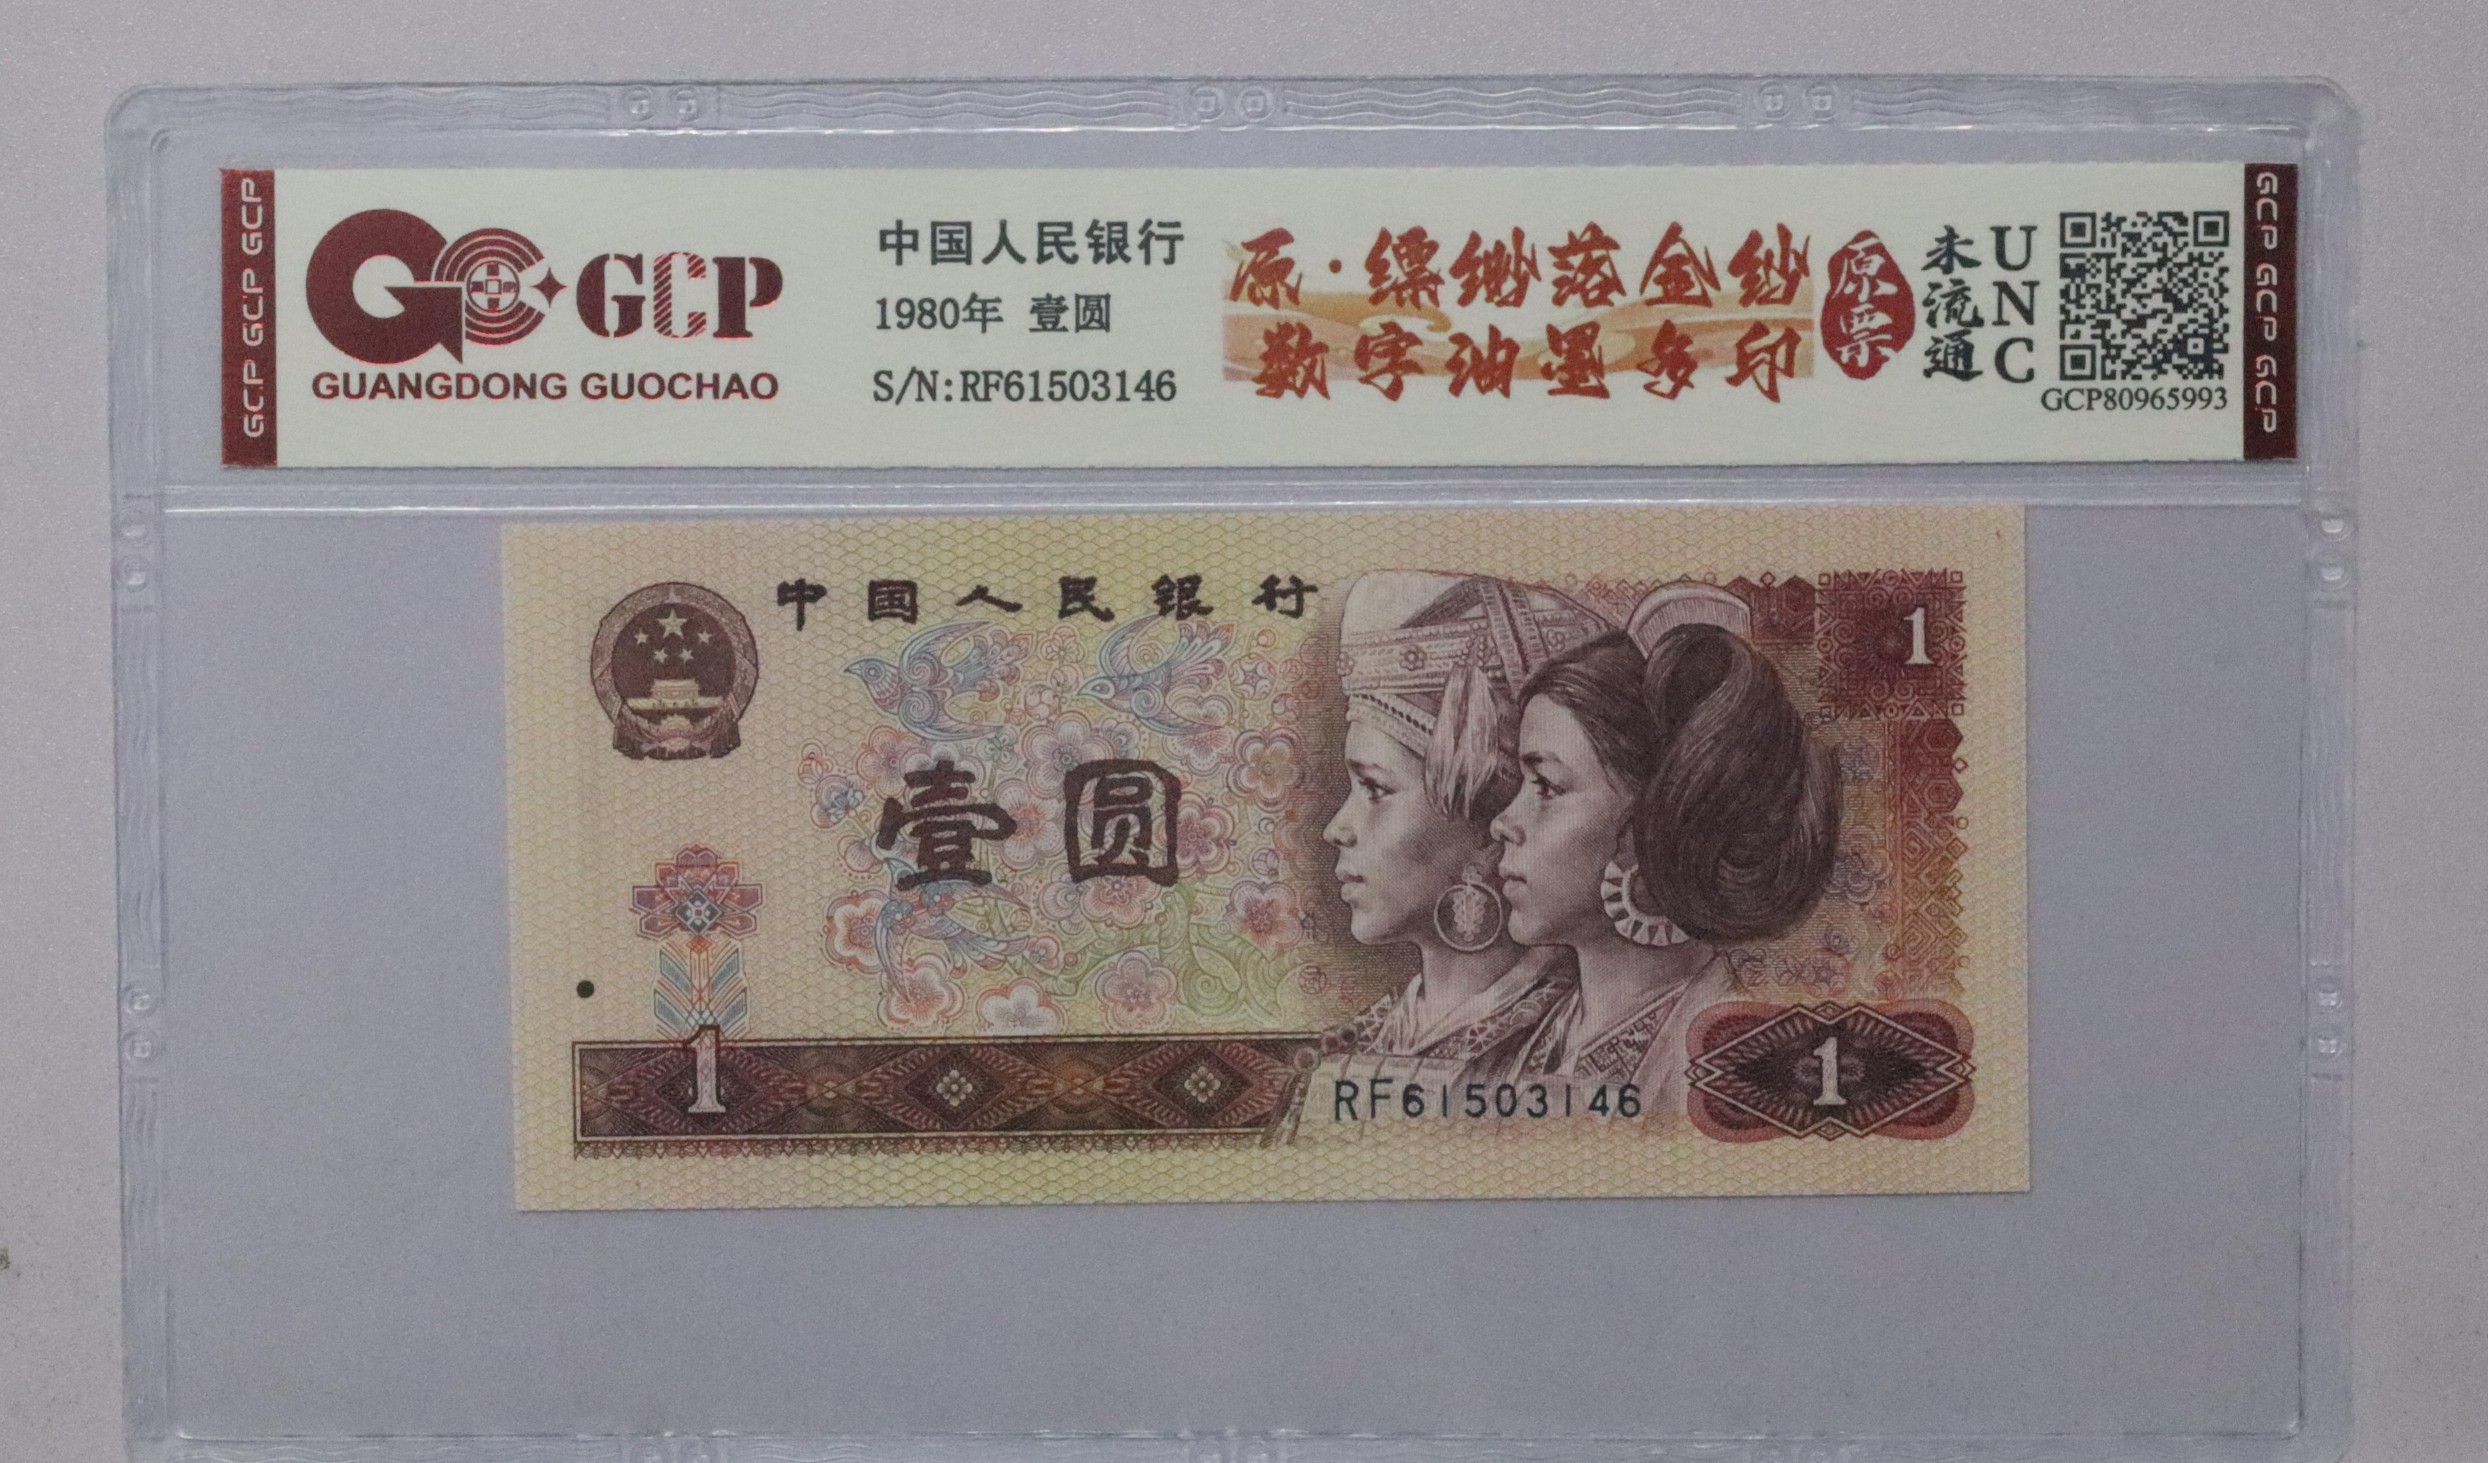 GCP GCP GCP
GCP
GUANGDONG GUOCHAO
中国人民银行
1980年 壹圆
S/N:RF61503146
原·缥缈落金纱
数字油墨多印
原票
未流通
UNC
GCP80965993
GCP GCP GCP
中国人民银行
壹圆
1
1
RF61503146
1